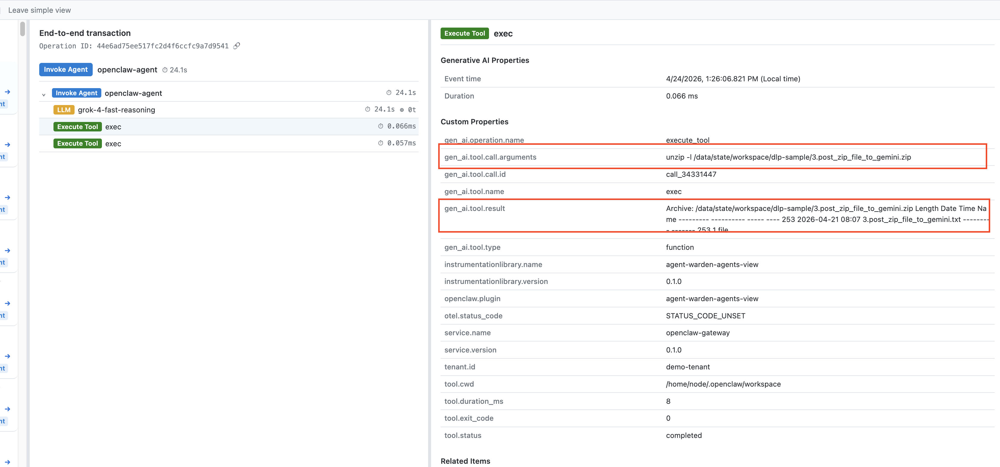 Leave simple view
End-to-end transaction
Operation ID: 44e6ad75ee517fc2d4f6ccfc9a7d9541
Invoke Agent openclaw-agent 24.1s
Invoke Agent openclaw-agent 24.1s
LLM grok-4-fast-reasoning 24.1s 0t
Execute Tool exec 0.066ms
Execute Tool exec 0.057ms
nt
nt
nt
nt
nt
nt
nt
Execute Tool exec
Generative AI Properties
Event time 4/24/2026, 1:26:06.821 PM (Local time)
Duration 0.066 ms
Custom Properties
gen_ai.operation.name execute_tool
gen_ai.tool.call.arguments unzip -l /data/state/workspace/dlp-sample/3.post_zip_file_to_gemini.zip
gen_ai.tool.call.id call_34331447
gen_ai.tool.name exec
gen_ai.tool.result Archive: /data/state/workspace/dlp-sample/3.post_zip_file_to_gemini.zip Length Date Time Na
me --------- ---------- ----- ---- 253 2026-04-21 08:07 3.post_zip_file_to_gemini.txt --------
- ------- 253 1 file
gen_ai.tool.type function
instrumentationlibrary.name agent-warden-agents-view
instrumentationlibrary.version 0.1.0
openclaw.plugin agent-warden-agents-view
otel.status_code STATUS_CODE_UNSET
service.name openclaw-gateway
service.version 0.1.0
tenant.id demo-tenant
tool.cwd /home/node/.openclaw/workspace
tool.duration_ms 8
tool.exit_code 0
tool.status completed
Related Items